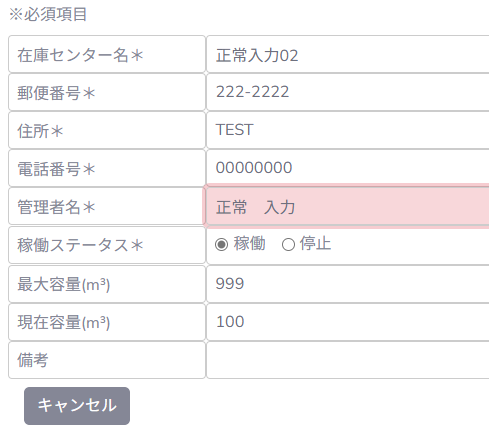 ※必須項目
在庫センター名＊ 正常入力02
郵便番号＊ 222-2222
住所＊ TEST
電話番号＊ 00000000
管理者名＊ 正常　入力
稼働ステータス＊ 稼働 停止
最大容量(m³) 999
現在容量(m³) 100
備考
キャンセル